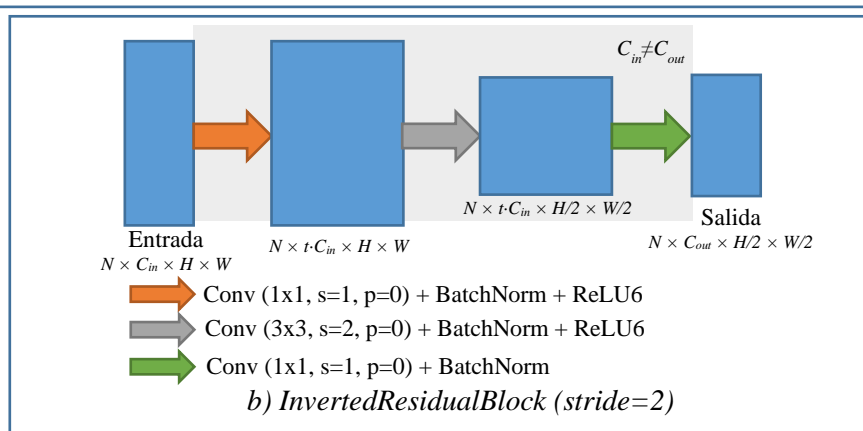 C_in≠C_out
N × t·C_in × H/2 × W/2
Entrada
N × C_in × H × W
N × t·C_in × H × W
Salida
N × C_out × H/2 × W/2
Conv (1x1, s=1, p=0) + BatchNorm + ReLU6
Conv (3x3, s=2, p=0) + BatchNorm + ReLU6
Conv (1x1, s=1, p=0) + BatchNorm
b) InvertedResidualBlock (stride=2)